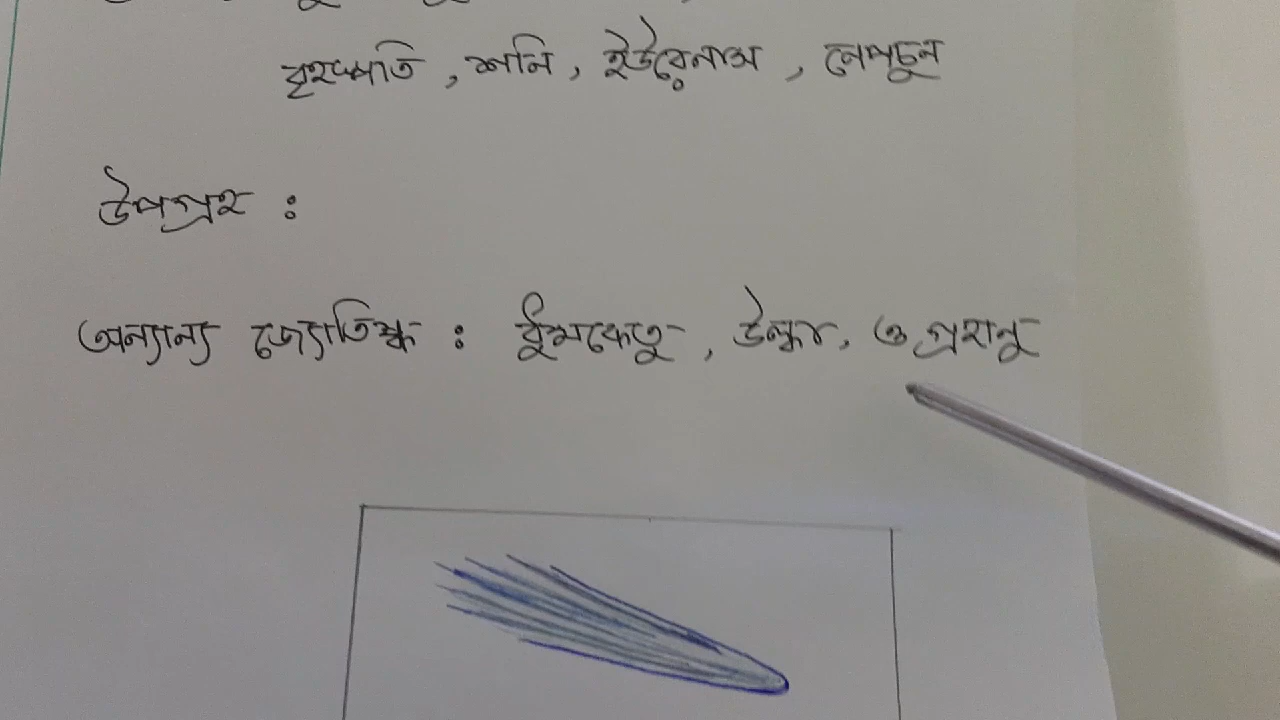 বৃহস্পতি , শনি , ইউরেনাস , নেপচুন
উপগ্রহ :
অন্যান্য জ্যোতিষ্ক : ধুমকেতু , উল্কা, ও গ্রহানু